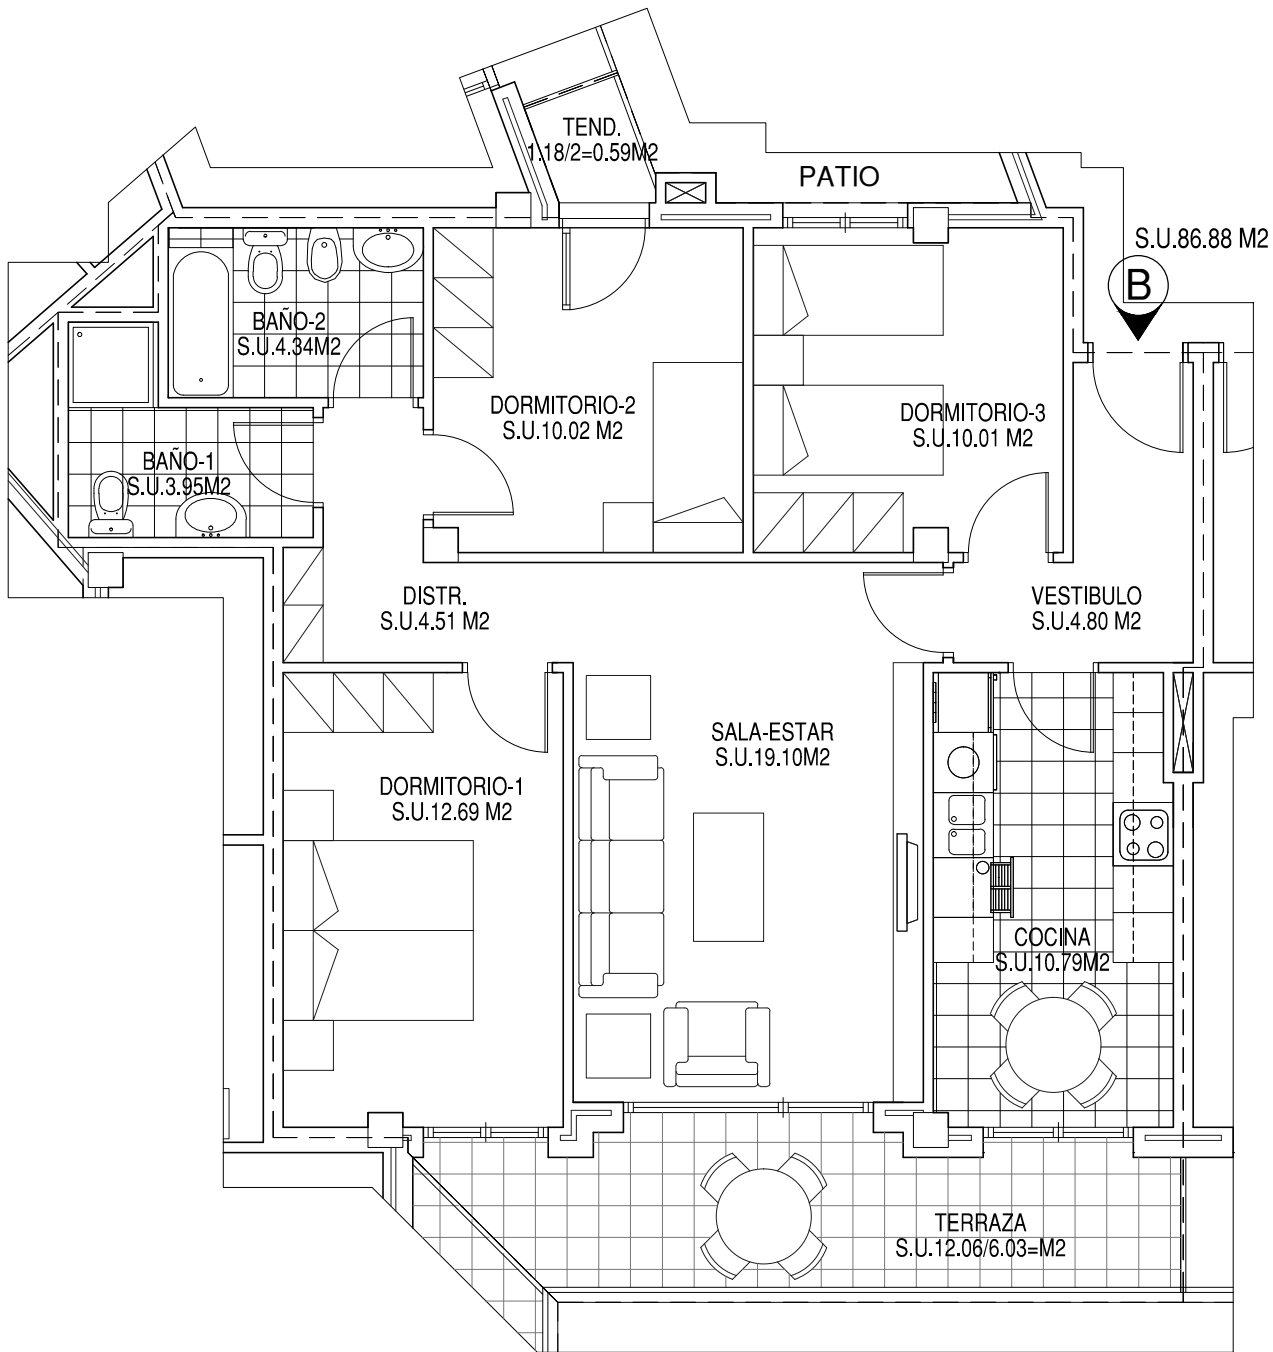 TEND.
1.18/2=0.59M2
PATIO
S.U.86.88 M2
B
BAÑO-2
S.U.4.34M2
DORMITORIO-2
S.U.10.02 M2
DORMITORIO-3
S.U.10.01 M2
BAÑO-1
S.U.3.95M2
DISTR.
S.U.4.51 M2
VESTIBULO
S.U.4.80 M2
SALA-ESTAR
S.U.19.10M2
DORMITORIO-1
S.U.12.69 M2
COCINA
S.U.10.79M2
TERRAZA
S.U.12.06/6.03=M2